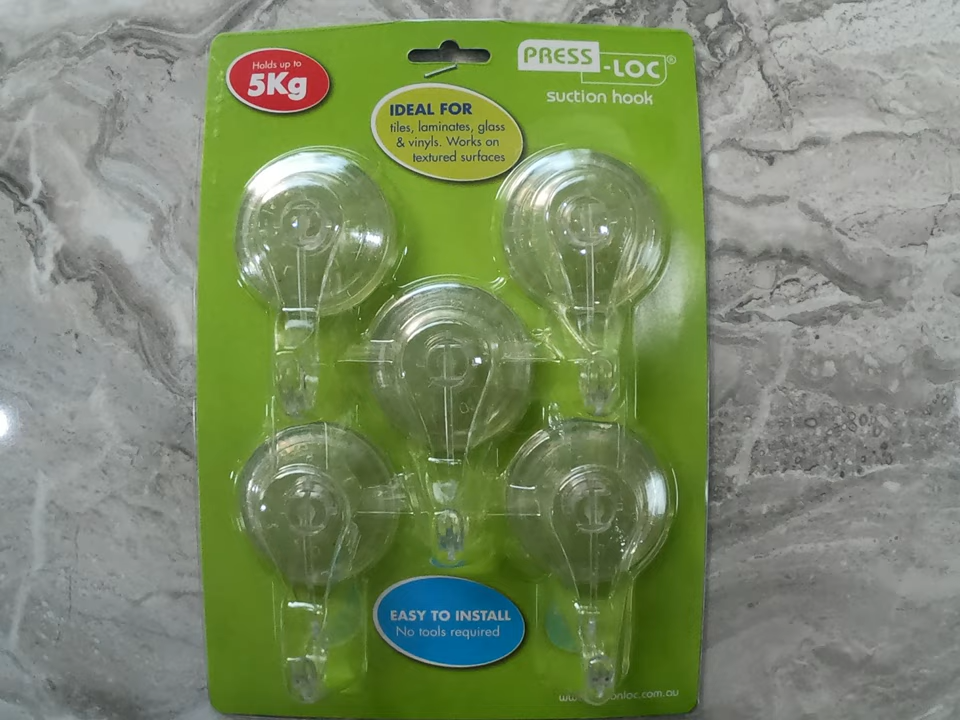 Holds up to
5Kg
PRESS
-LOC®
suction hook
IDEAL FOR
tiles, laminates, glass
& vinyls. Works on
textured surfaces
EASY TO INSTALL
No tools required